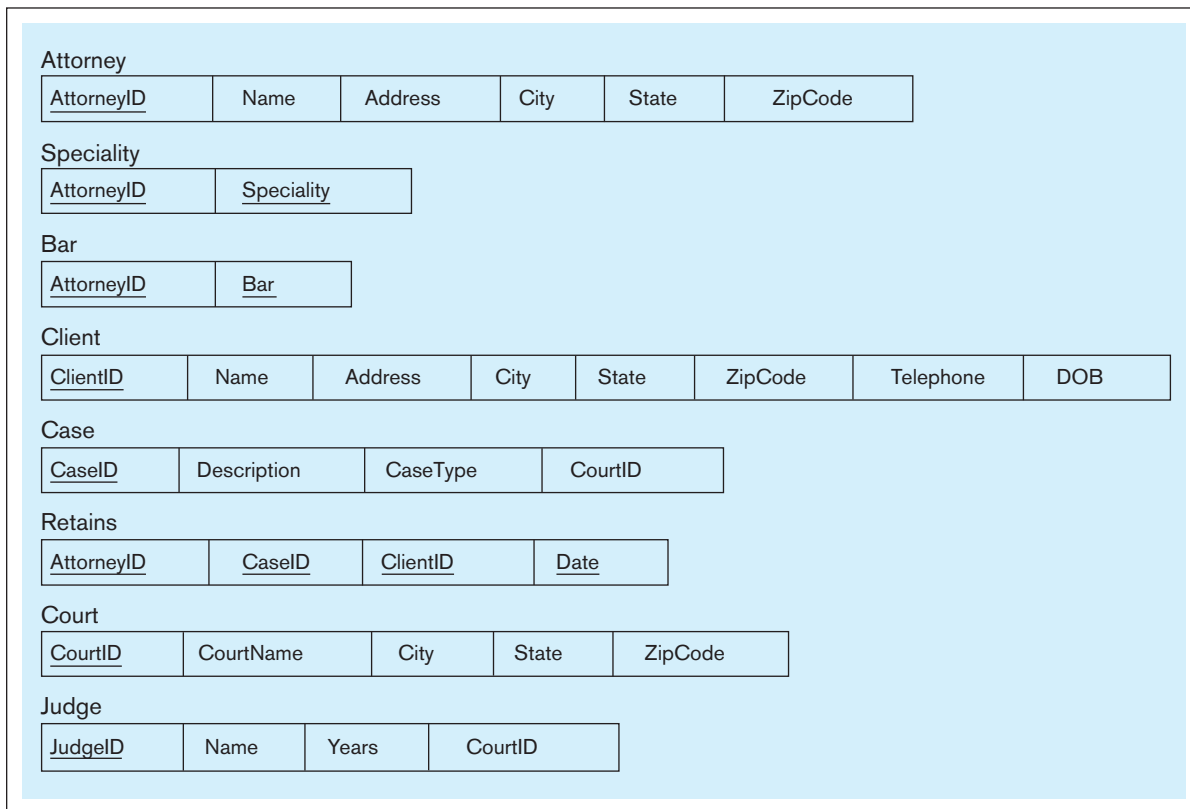 Attorney
AttorneyID Name Address City State ZipCode
Speciality
AttorneyID Speciality
Bar
AttorneyID Bar
Client
ClientID Name Address City State ZipCode Telephone DOB
Case
CaseID Description CaseType CourtID
Retains
AttorneyID CaseID ClientID Date
Court
CourtID CourtName City State ZipCode
Judge
JudgeID Name Years CourtID